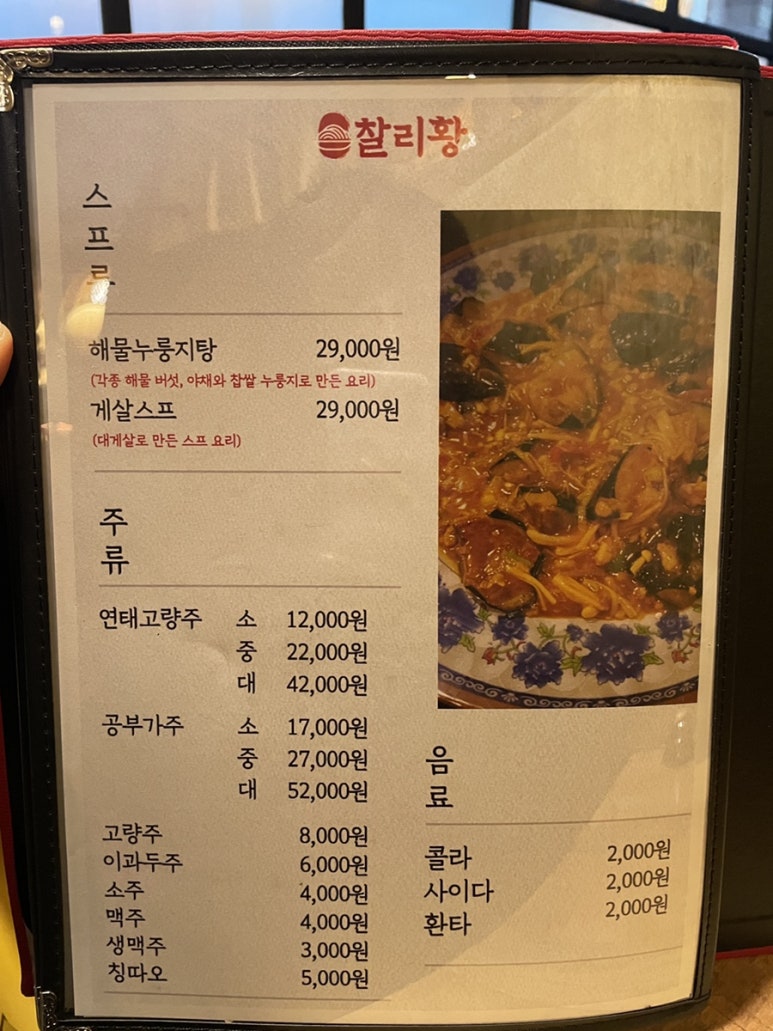 찰리황
스프류
해물누룽지탕 29,000원
(각종 해물 버섯, 야채와 찹쌀 누룽지로 만든 요리)
게살스프 29,000원
(대게살로 만든 스프 요리)
주류
연태고량주 소 12,000원
중 22,000원
대 42,000원
공부가주 소 17,000원
중 27,000원
대 52,000원
고량주 8,000원
이과두주 6,000원
소주 4,000원
맥주 4,000원
생맥주 3,000원
칭따오 5,000원
음료
콜라 2,000원
사이다 2,000원
환타 2,000원